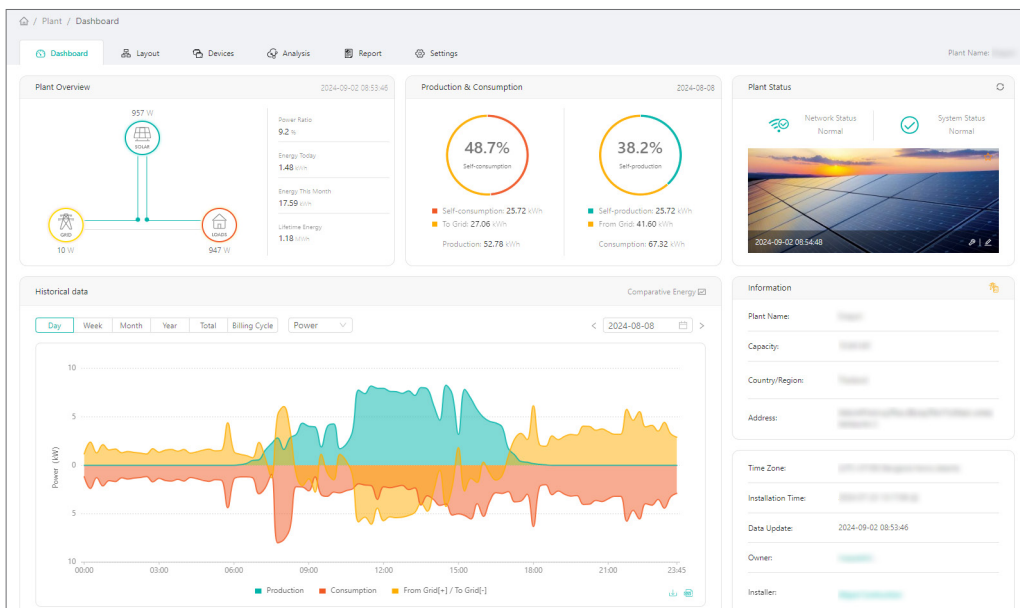 / Plant / Dashboard
Dashboard Layout Devices Analysis Report Settings
Plant Name:
Plant Overview 2024-09-02 08:53:46
957 W
SOLAR
GRID
10 W
LOADS
947 W
Power Ratio
9.2 %
Energy Today
1.48 kWh
Energy This Month
17.59 kWh
Lifetime Energy
1.18 MWh
Production & Consumption 2024-08-08
48.7%
Self-consumption
Self-consumption: 25.72 kWh
To Grid: 27.06 kWh
Production: 52.78 kWh
38.2%
Self-production
Self-production: 25.72 kWh
From Grid: 41.60 kWh
Consumption: 67.32 kWh
Plant Status
Network Status
Normal
System Status
Normal
2024-09-02 08:54:48
Historical data Comparative Energy
Day Week Month Year Total Billing Cycle Power
< 2024-08-08 >
Power (kW)
10
5
0
5
10
00:00 03:00 06:00 09:00 12:00 15:00 18:00 21:00 23:45
Production Consumption From Grid[+] / To Grid[-]
Information
Plant Name:
Capacity:
Country/Region:
Address:
Time Zone:
Installation Time:
Data Update: 2024-09-02 08:53:46
Owner:
Installer: